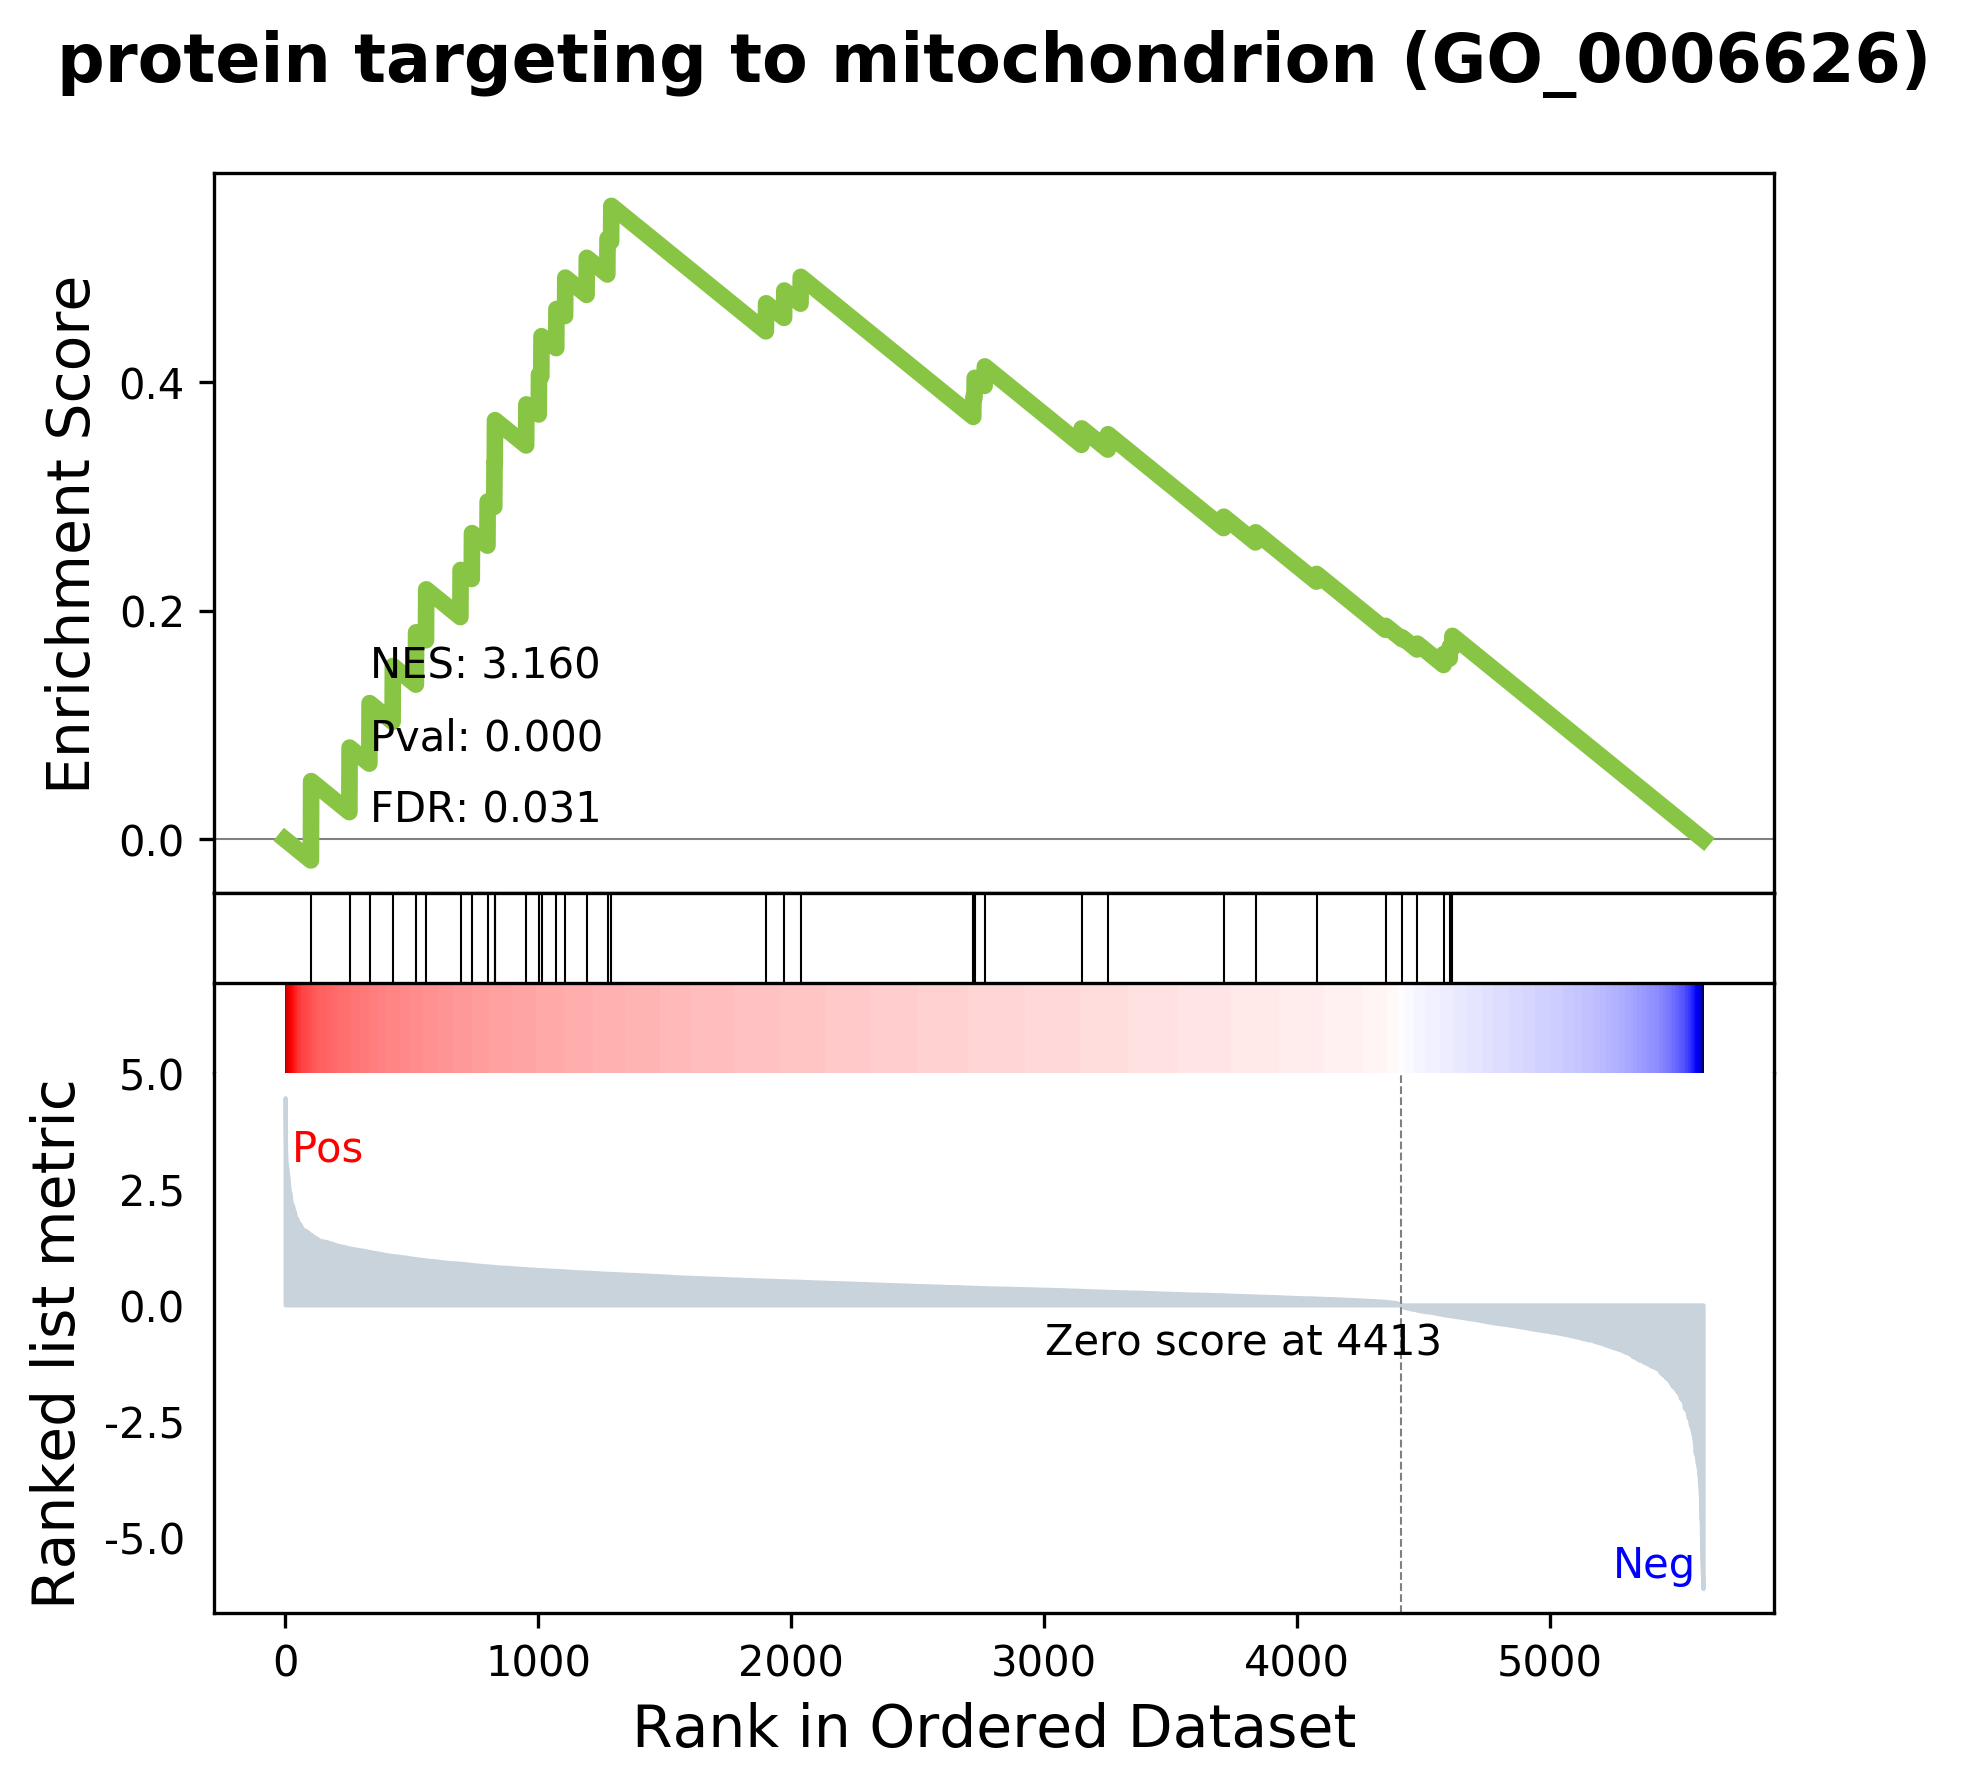 protein targeting to mitochondrion (GO_0006626)
Enrichment Score
0.4
0.2
0.0
NES: 3.160
Pval: 0.000
FDR: 0.031
Ranked list metric
5.0
2.5
0.0
-2.5
-5.0
Pos
Zero score at 4413
Neg
0 1000 2000 3000 4000 5000
Rank in Ordered Dataset